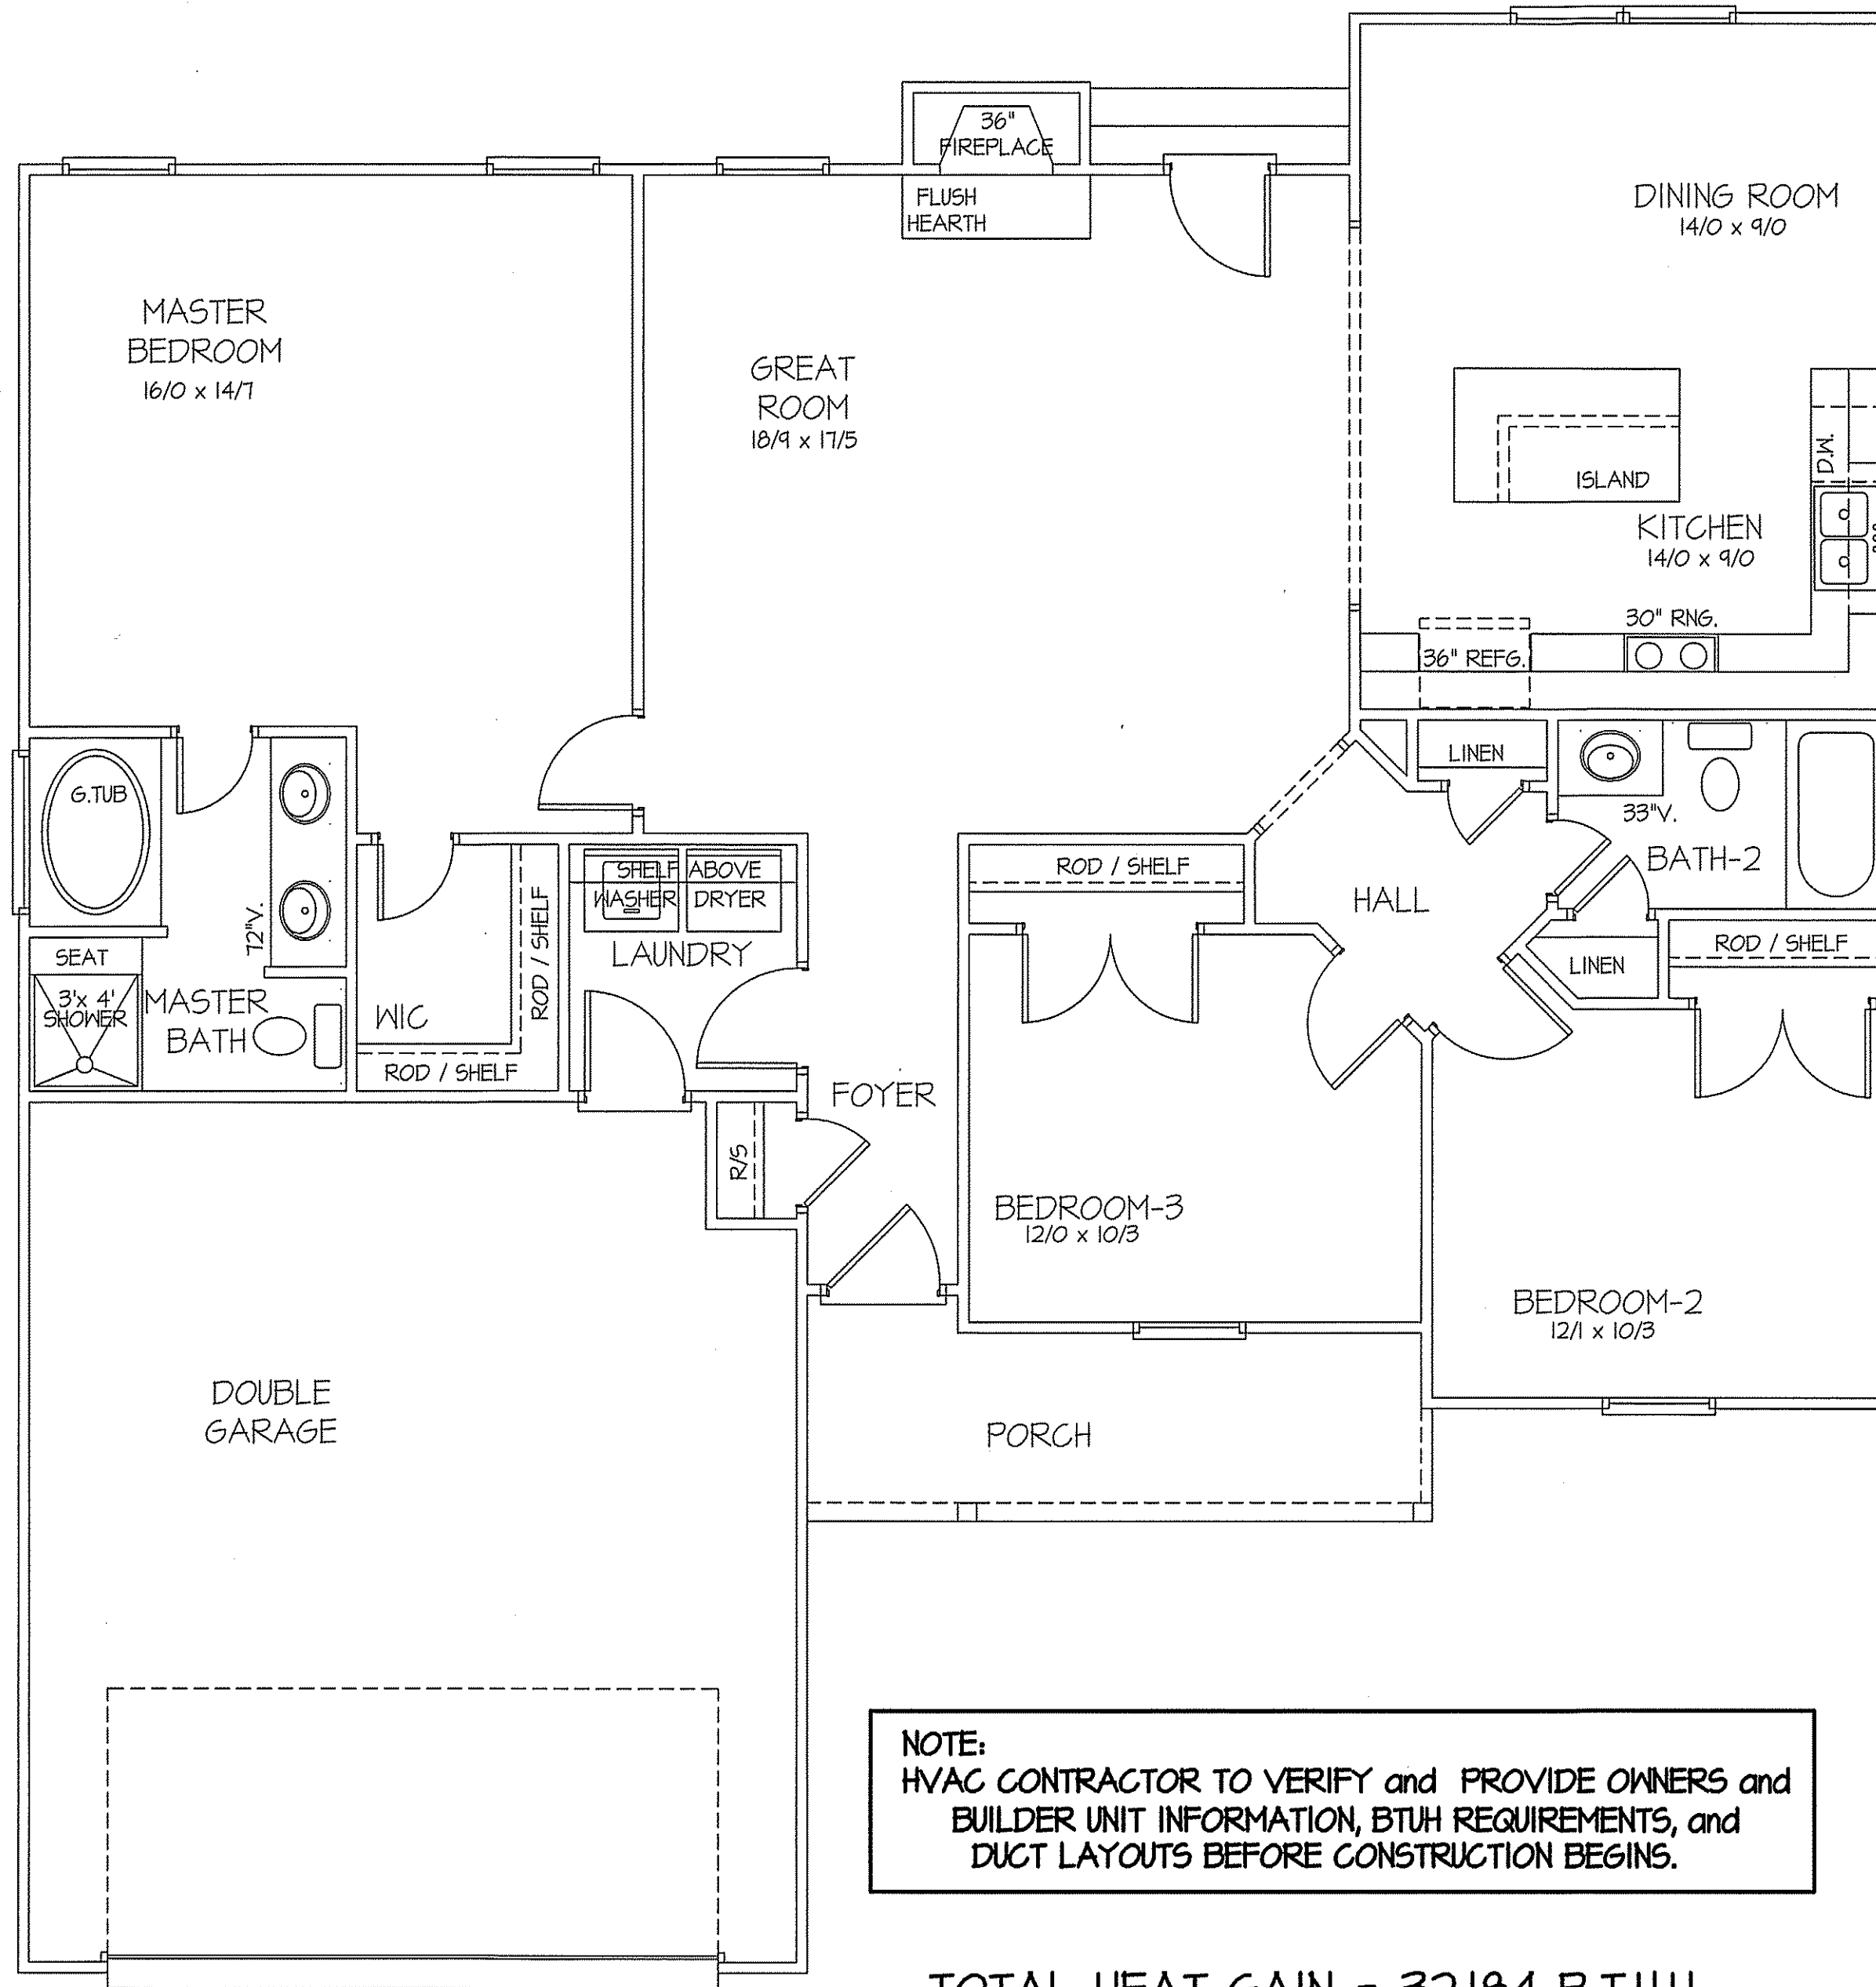 36"
FIREPLACE
FLUSH
HEARTH
DINING ROOM
14/0 x 9/0
MASTER
BEDROOM
16/0 x 14/7
GREAT
ROOM
18/9 x 17/5
ISLAND
D.W.
KITCHEN
14/0 x 9/0
30" RNG.
36" REFG.
G.TUB
LINEN
33"V.
BATH-2
SHELF ABOVE
WASHER
DRYER
ROD / SHELF
HALL
72"V.
ROD / SHELF
LAUNDRY
SEAT
3'x 4'
SHOWER
MASTER
BATH
WIC
ROD / SHELF
LINEN
ROD / SHELF
FOYER
R/S
BEDROOM-3
12/0 x 10/3
BEDROOM-2
12/1 x 10/3
DOUBLE
GARAGE
PORCH
NOTE:
HVAC CONTRACTOR TO VERIFY and PROVIDE OWNERS and
BUILDER UNIT INFORMATION, BTUH REQUIREMENTS, and
DUCT LAYOUTS BEFORE CONSTRUCTION BEGINS.
TOTAL HEAT GAIN = 32184 B.T.U.H.